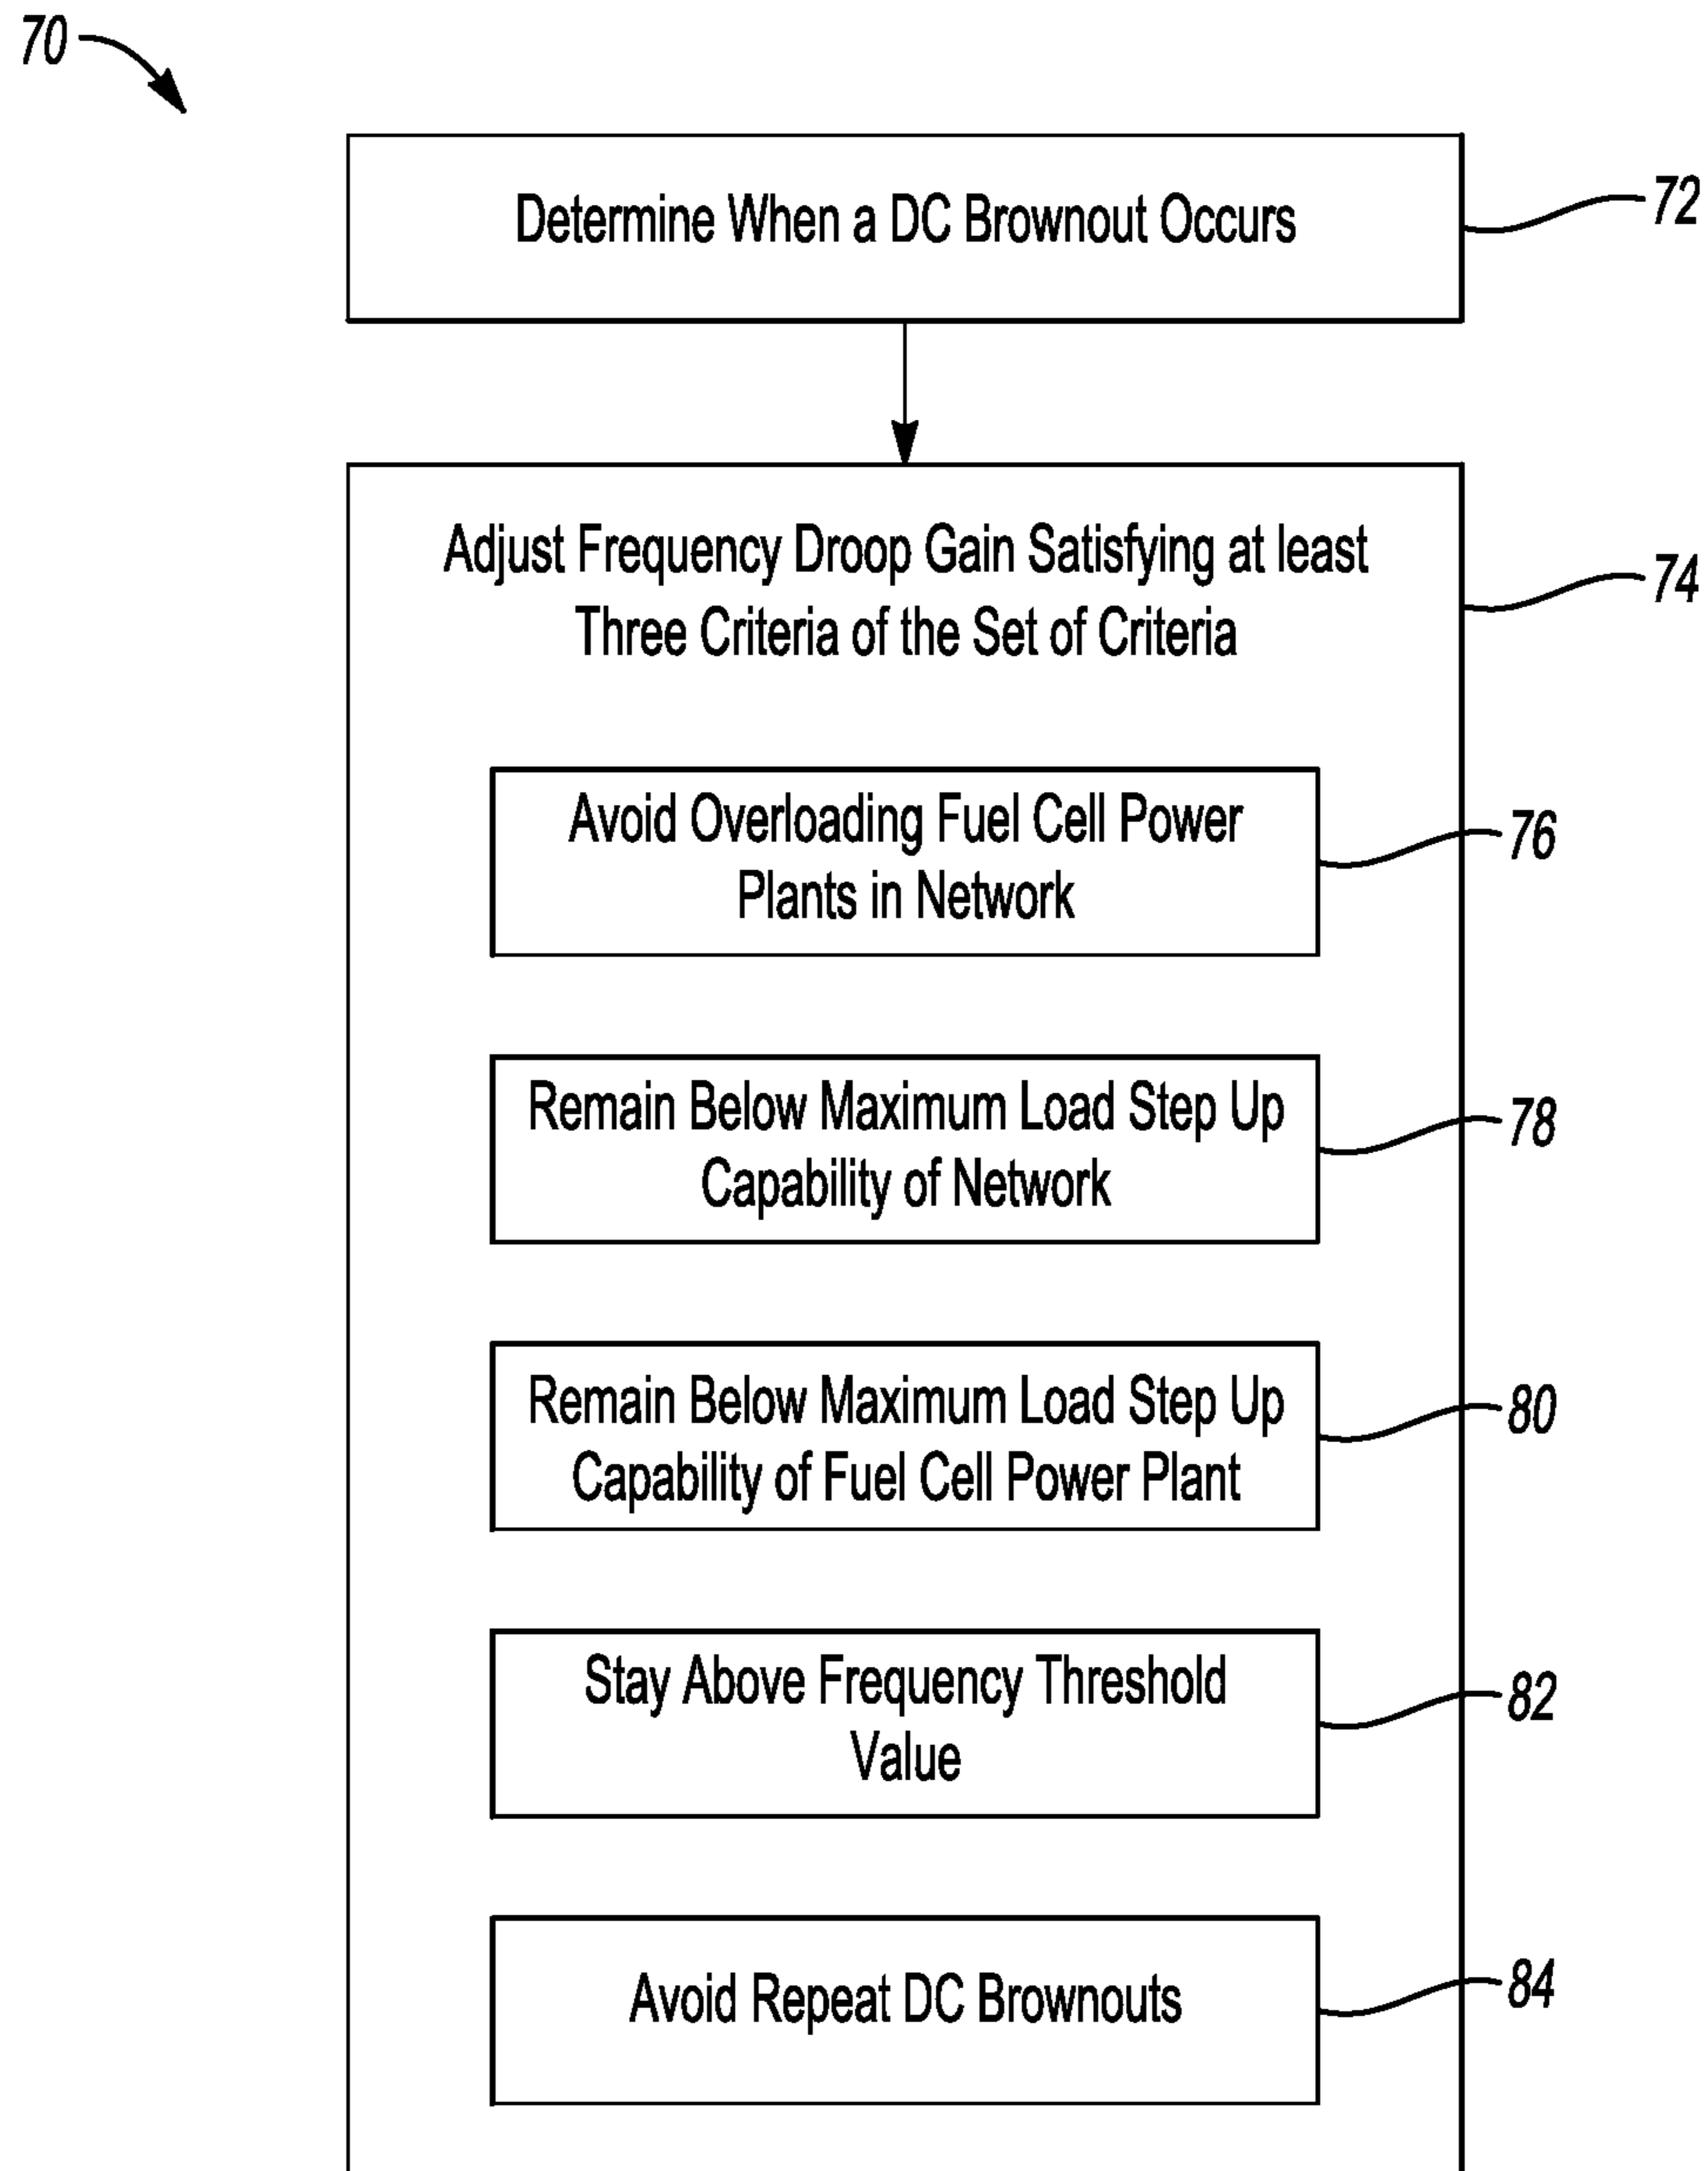 70
Determine When a DC Brownout Occurs
72
Adjust Frequency Droop Gain Satisfying at least
Three Criteria of the Set of Criteria
74
Avoid Overloading Fuel Cell Power
Plants in Network
76
Remain Below Maximum Load Step Up
Capability of Network
78
Remain Below Maximum Load Step Up
Capability of Fuel Cell Power Plant
80
Stay Above Frequency Threshold
Value
82
Avoid Repeat DC Brownouts
84